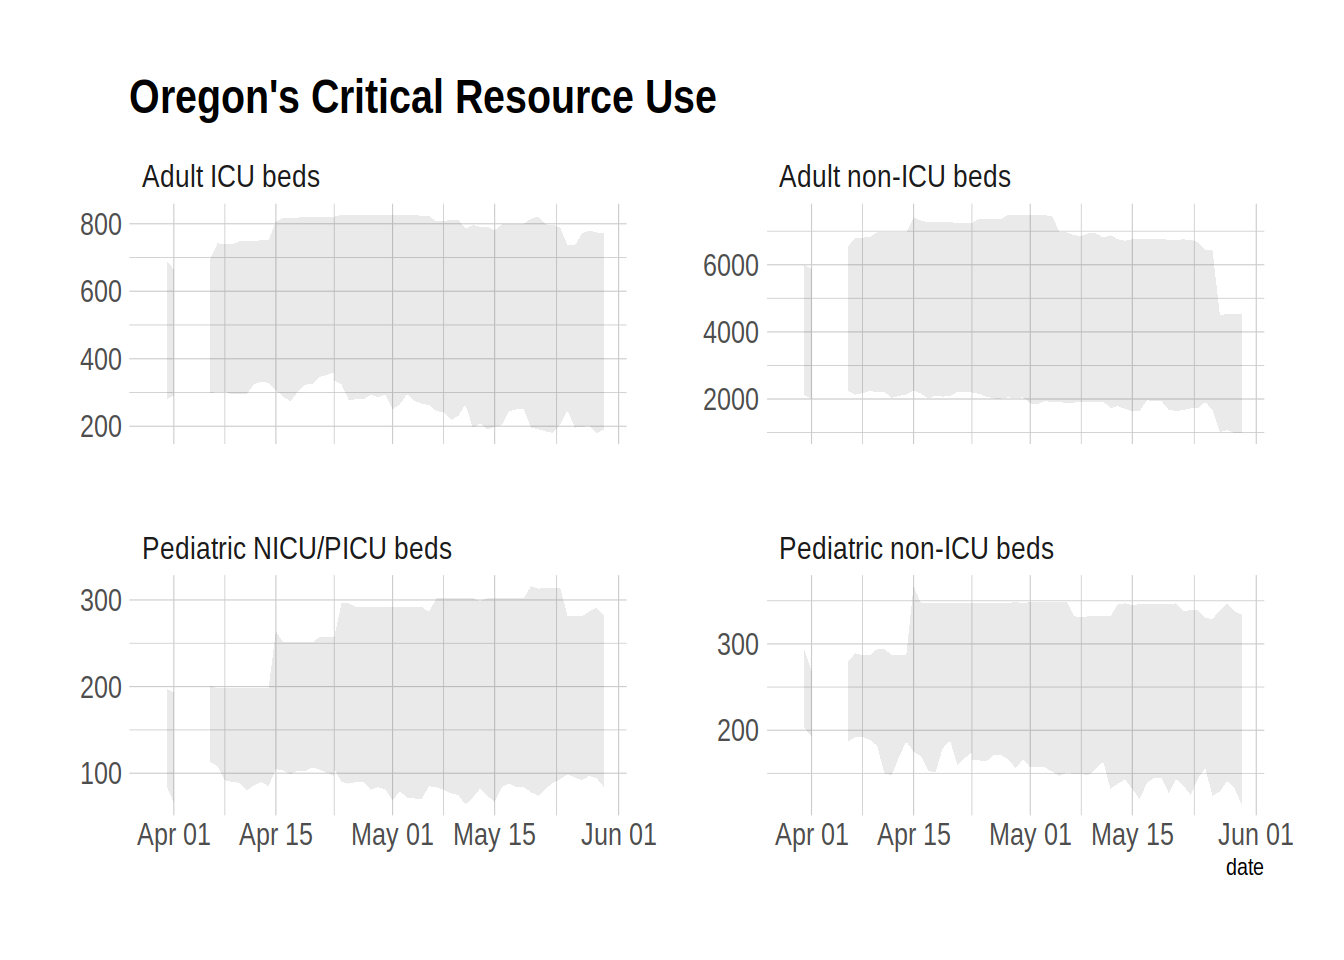 Oregon's Critical Resource Use
Adult ICU beds
800
600
400
200
Adult non-ICU beds
6000
4000
2000
Pediatric NICU/PICU beds
300
200
100
Apr 01 Apr 15 May 01 May 15 Jun 01
Pediatric non-ICU beds
300
200
Apr 01 Apr 15 May 01 May 15 Jun 01
date